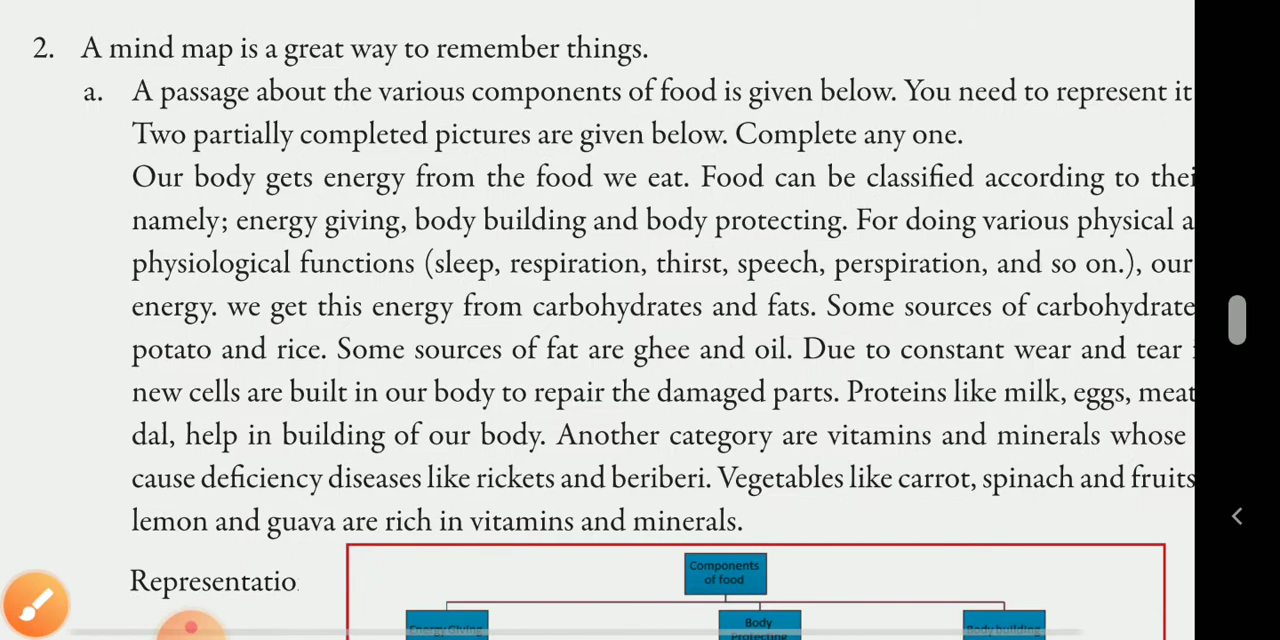 2. A mind map is a great way to remember things.
a. A passage about the various components of food is given below. You need to represent it
Two partially completed pictures are given below. Complete any one.
Our body gets energy from the food we eat. Food can be classified according to thei
namely; energy giving, body building and body protecting. For doing various physical a
physiological functions (sleep, respiration, thirst, speech, perspiration, and so on.), our
energy. we get this energy from carbohydrates and fats. Some sources of carbohydrate
potato and rice. Some sources of fat are ghee and oil. Due to constant wear and tear
new cells are built in our body to repair the damaged parts. Proteins like milk, eggs, meat
dal, help in building of our body. Another category are vitamins and minerals whose
cause deficiency diseases like rickets and beriberi. Vegetables like carrot, spinach and fruits
lemon and guava are rich in vitamins and minerals.
Representatio
Components
of food
Energy Giving
Body
Protecting
Body building